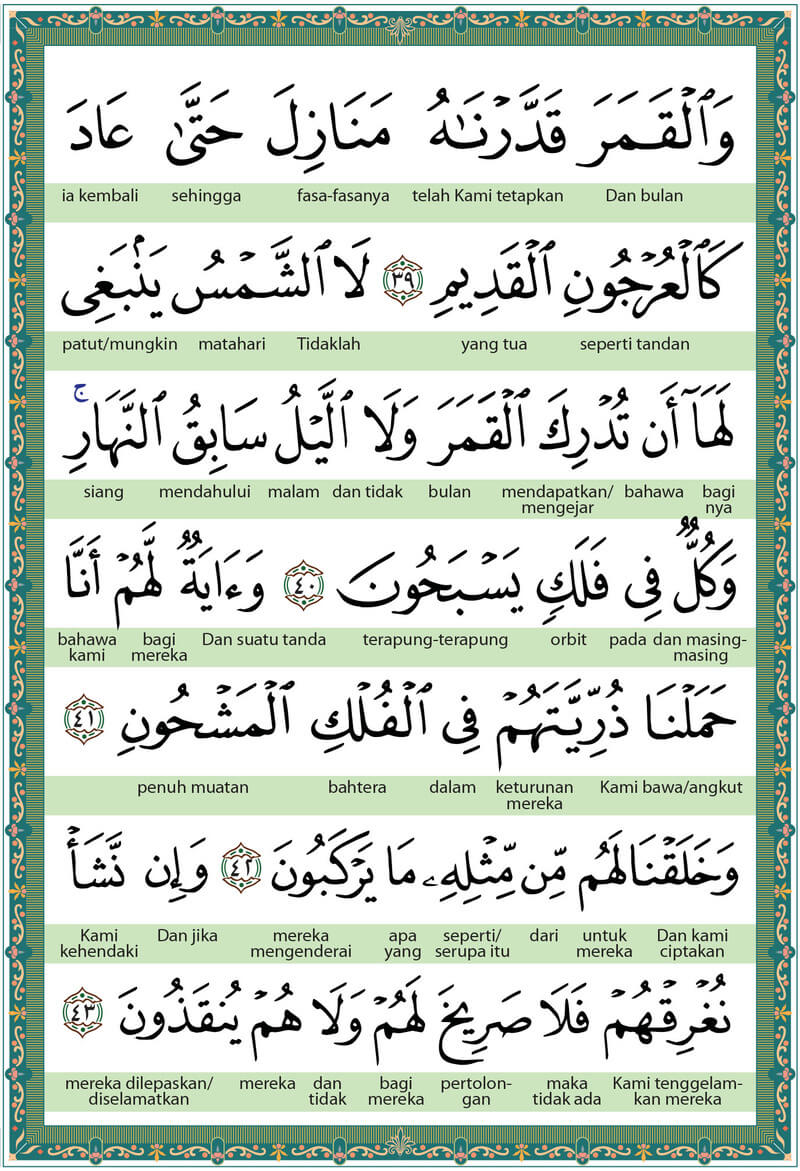 وَٱلْقَمَرَ قَدَّرْنَـٰهُ مَنَازِلَ حَتَّىٰ عَادَ
ia kembali sehingga fasa-fasanya telah Kami tetapkan Dan bulan
كَٱلْعُرْجُونِ ٱلْقَدِيمِ ٣٩ لَا ٱلشَّمْسُ يَنۢبَغِى
patut/mungkin matahari Tidaklah yang tua seperti tandan
لَهَآ أَن تُدْرِكَ ٱلْقَمَرَ وَلَا ٱلَّيْلُ سَابِقُ ٱلنَّهَارِ ۚ
siang mendahului malam dan tidak bulan mendapatkan/ bahawa bagi
mengejar nya
وَكُلٌّ فِى فَلَكٍ يَسْبَحُونَ ٤٠ وَءَايَةٌ لَّهُمْ أَنَّا
bahawa bagi Dan suatu tanda terapung-terapung orbit pada dan masing-
kami mereka masing
حَمَلْنَا ذُرِّيَّتَهُمْ فِى ٱلْفُلْكِ ٱلْمَشْحُونِ ٤١
penuh muatan bahtera dalam keturunan Kami bawa/angkut
mereka
وَخَلَقْنَا لَهُم مِّن مِّثْلِهِۦ مَا يَرْكَبُونَ ٤٢ وَإِن نَّشَأْ
Kami Dan jika mereka apa seperti/ dari untuk Dan kami
kehendaki mengenderai yang serupa itu mereka ciptakan
نُغْرِقْهُمْ فَلَا صَرِيخَ لَهُمْ وَلَا هُمْ يُنقَذُونَ ٤٣
mereka dilepaskan/ mereka dan bagi pertolon- maka Kami tenggelam-
diselamatkan tidak mereka gan tidak ada kan mereka